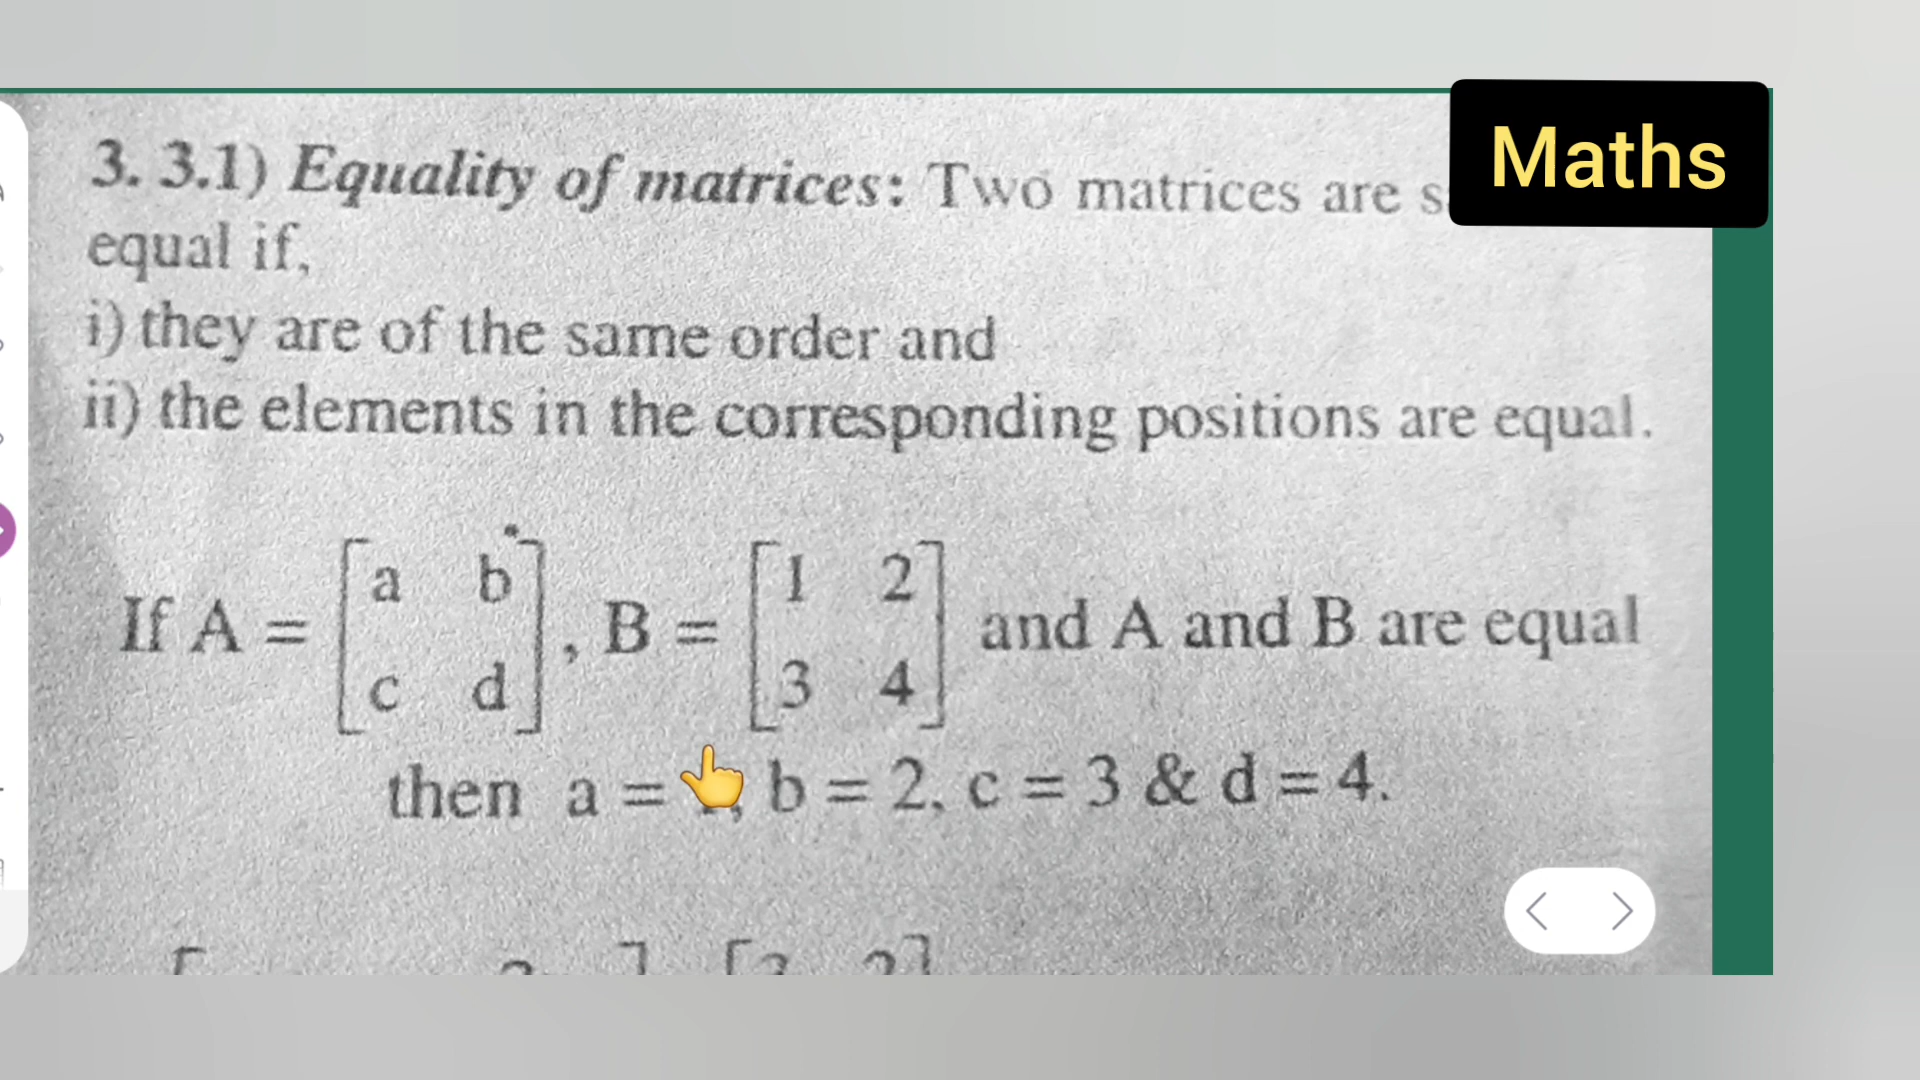 Maths
3. 3.1) Equality of matrices: Two matrices are
equal if,
i) they are of the same order and
ii) the elements in the corresponding positions are equal.
If A = [a b
c d], B = [1 2
3 4] and A and B are equal
then a = , b = 2, c = 3 & d = 4.